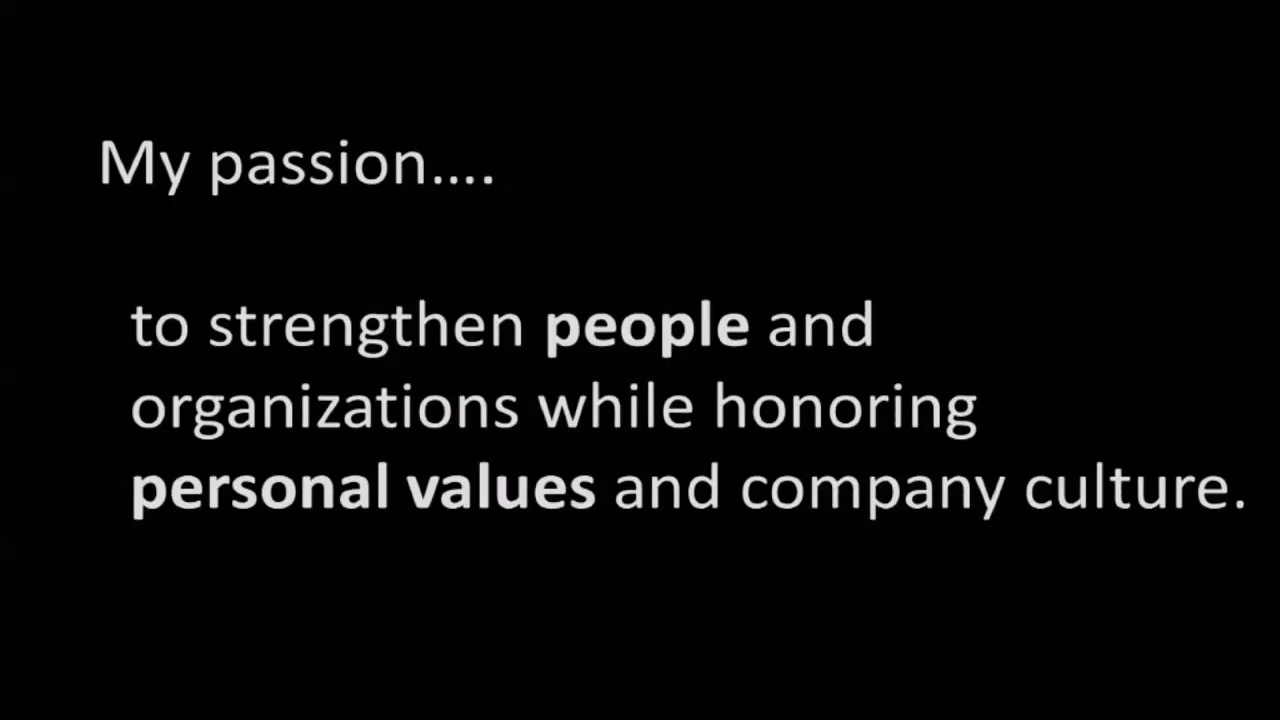 My passion....
to strengthen people and
organizations while honoring
personal values and company culture.